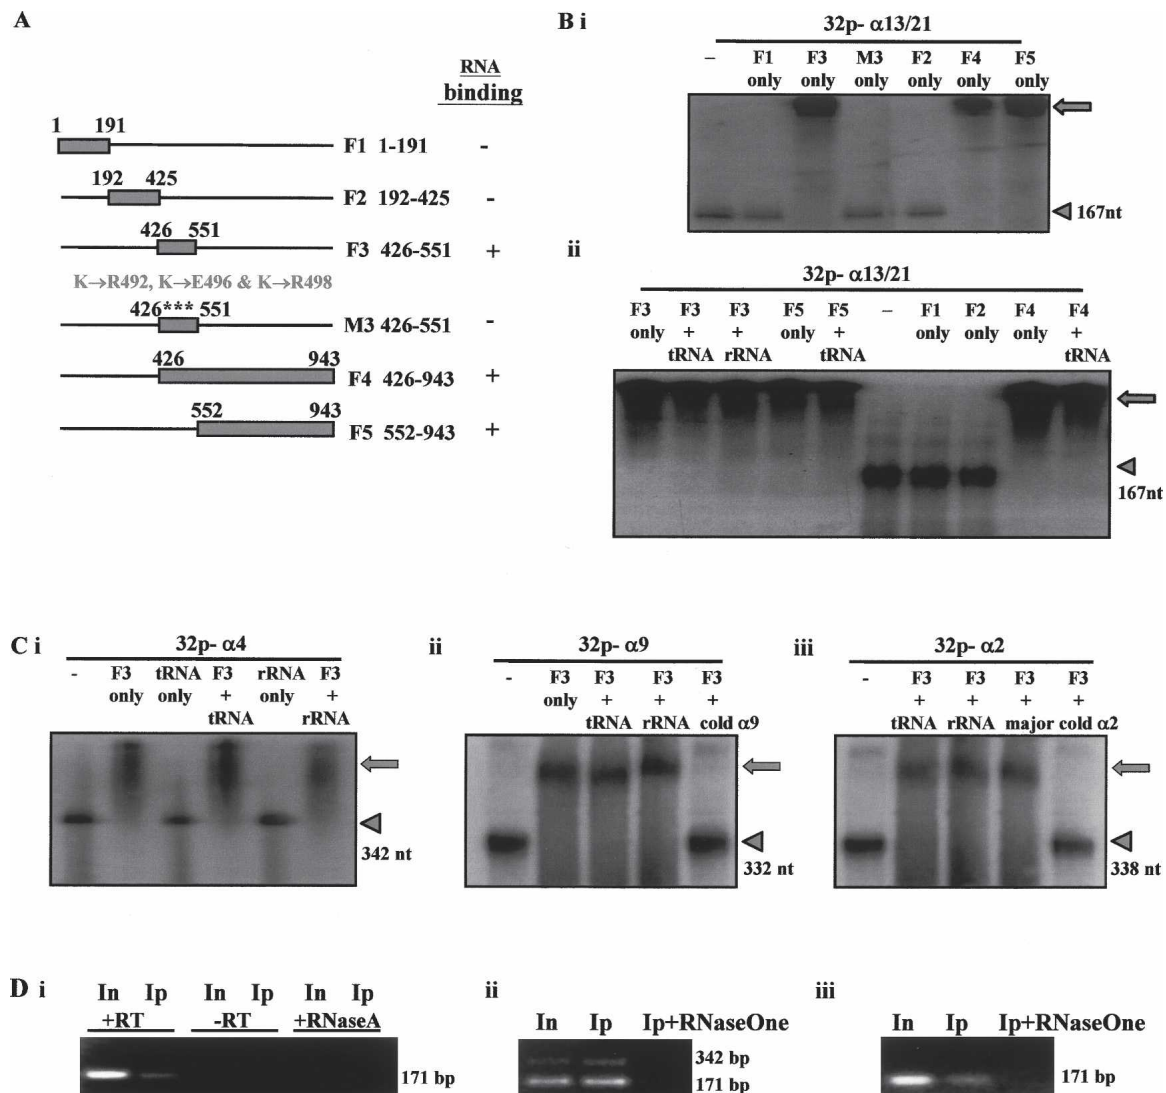 A
RNA
binding
1 191
F1 1-191 -
192 425
F2 192-425 -
426 551
F3 426-551 +
K→R492, K→E496 & K→R498
426*** 551
M3 426-551 -
426 943
F4 426-943 +
552 943
F5 552-943 +
B i
32p- α13/21
– F1 F3 M3 F2 F4 F5
only only only only only only
167nt
ii
32p- α13/21
F3 F3 F3 F5 F5 – F1 F2 F4 F4
only + + only + only only only +
tRNA rRNA tRNA tRNA
167nt
C i
32p- α4
- F3 tRNA F3 rRNA F3
only only + only +
tRNA rRNA
342 nt
ii
32p- α9
- F3 F3 F3 F3
only + + +
tRNA rRNA cold α9
332 nt
iii
32p- α2
- F3 F3 F3 F3
+ + + +
tRNA rRNA major cold α2
338 nt
D i
In Ip In Ip In Ip
+RT -RT +RNaseA
171 bp
ii
In Ip Ip+RNaseOne
342 bp
171 bp
iii
In Ip Ip+RNaseOne
171 bp